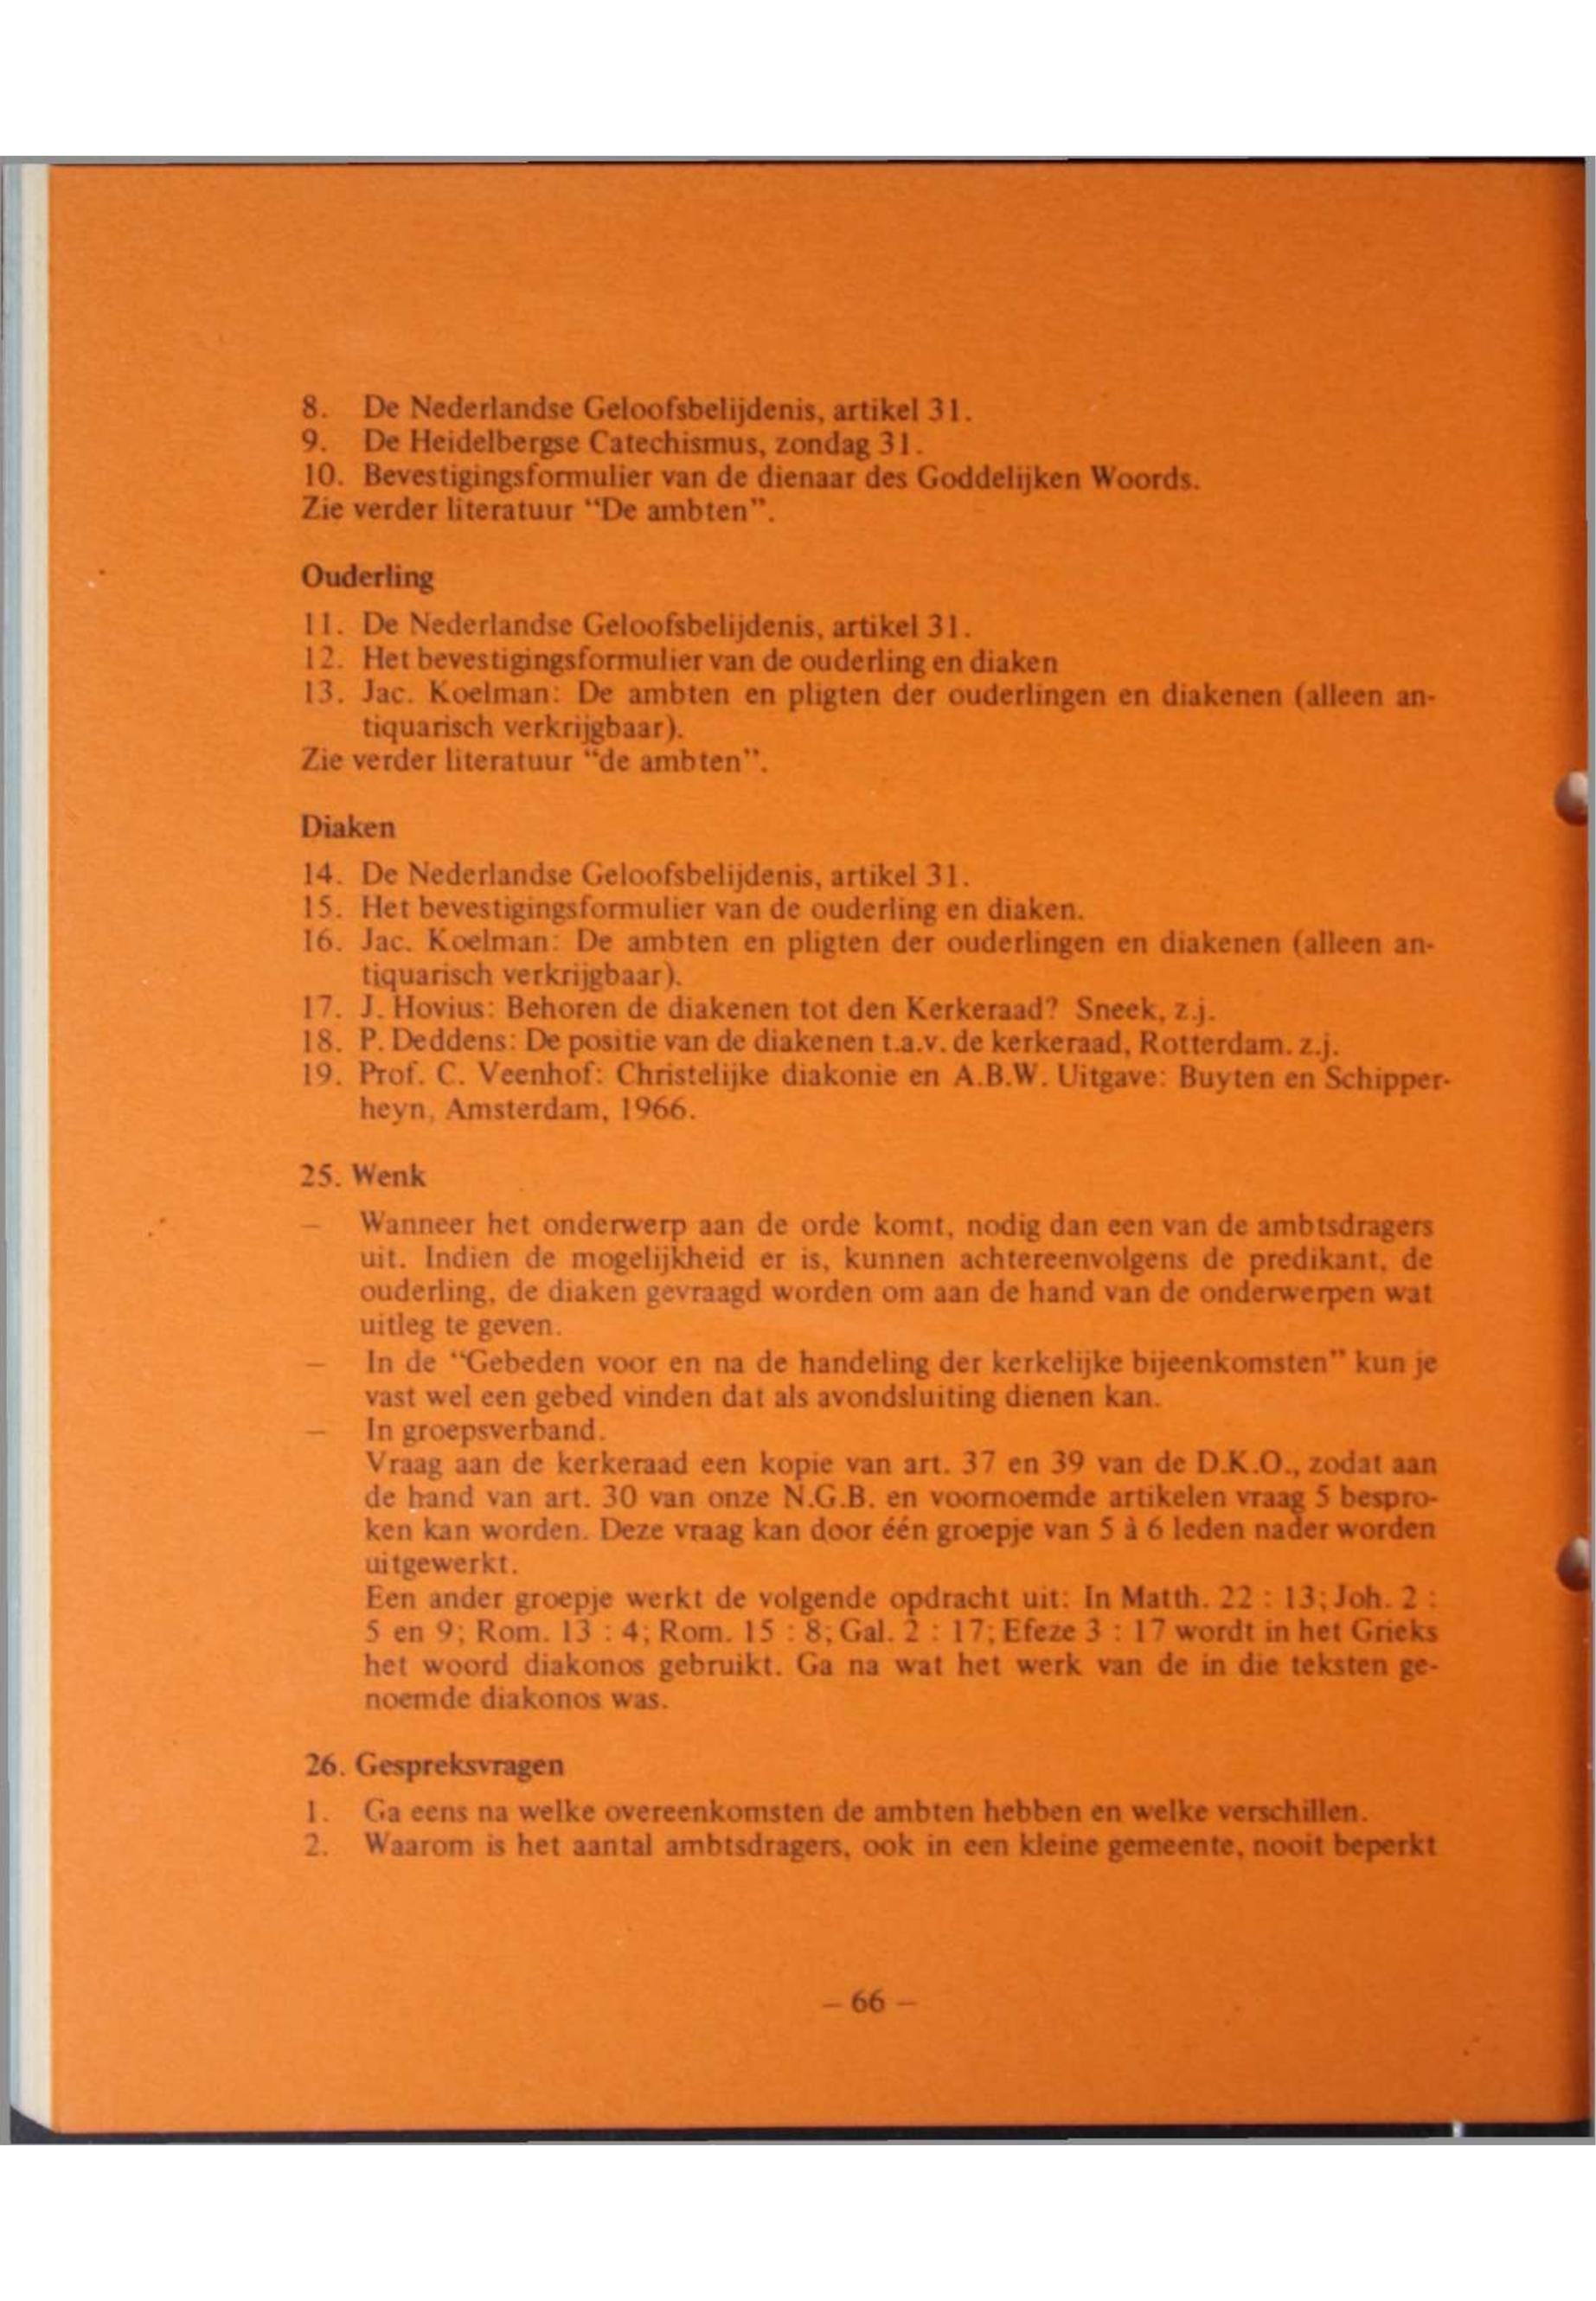 8. De Nederlandse Geloofsbelijdenis, artikel 31.
9. De Heidelbergse Catechismus, zondag 31.
10. Bevestigingsformulier van de dienaar des Goddelijken Woords.
Zie verder literatuur “De ambten”.
Ouderling
11. De Nederlandse Geloofsbelijdenis, artikel 31.
12. Het bevestigingsformulier van de ouderling en diaken
13. Jac. Koelman: De ambten en pligten der ouderlingen en diakenen (alleen an-
tiquarisch verkrijgbaar).
Zie verder literatuur “de ambten”.
Diaken
14. De Nederlandse Geloofsbelijdenis, artikel 31.
15. Het bevestigingsformulier van de ouderling en diaken.
16. Jac. Koelman: De ambten en pligten der ouderlingen en diakenen (alleen an-
tiquarisch verkrijgbaar).
17. J. Hovius: Behoren de diakenen tot den Kerkeraad? Sneek, z.j.
18. P. Deddens: De positie van de diakenen t.a.v. de kerkeraad, Rotterdam. z.j.
19. Prof. C. Veenhof: Christelijke diakonie en A.B.W. Uitgave: Buyten en Schipper-
heyn, Amsterdam, 1966.
25. Wenk
– Wanneer het onderwerp aan de orde komt, nodig dan een van de ambtsdragers
uit. Indien de mogelijkheid er is, kunnen achtereenvolgens de predikant, de
ouderling, de diaken gevraagd worden om aan de hand van de onderwerpen wat
uitleg te geven.
– In de “Gebeden voor en na de handeling der kerkelijke bijeenkomsten” kun je
vast wel een gebed vinden dat als avondsluiting dienen kan.
– In groepsverband.
Vraag aan de kerkeraad een kopie van art. 37 en 39 van de D.K.O., zodat aan
de hand van art. 30 van onze N.G.B. en voornoemde artikelen vraag 5 bespro-
ken kan worden. Deze vraag kan door één groepje van 5 à 6 leden nader worden
uitgewerkt.
Een ander groepje werkt de volgende opdracht uit: In Matth. 22 : 13; Joh. 2 :
5 en 9; Rom. 13 : 4; Rom. 15 : 8; Gal. 2 : 17; Efeze 3 : 17 wordt in het Grieks
het woord diakonos gebruikt. Ga na wat het werk van de in die teksten ge-
noemde diakonos was.
26. Gespreksvragen
1. Ga eens na welke overeenkomsten de ambten hebben en welke verschillen.
2. Waarom is het aantal ambtsdragers, ook in een kleine gemeente, nooit beperkt
– 66 –